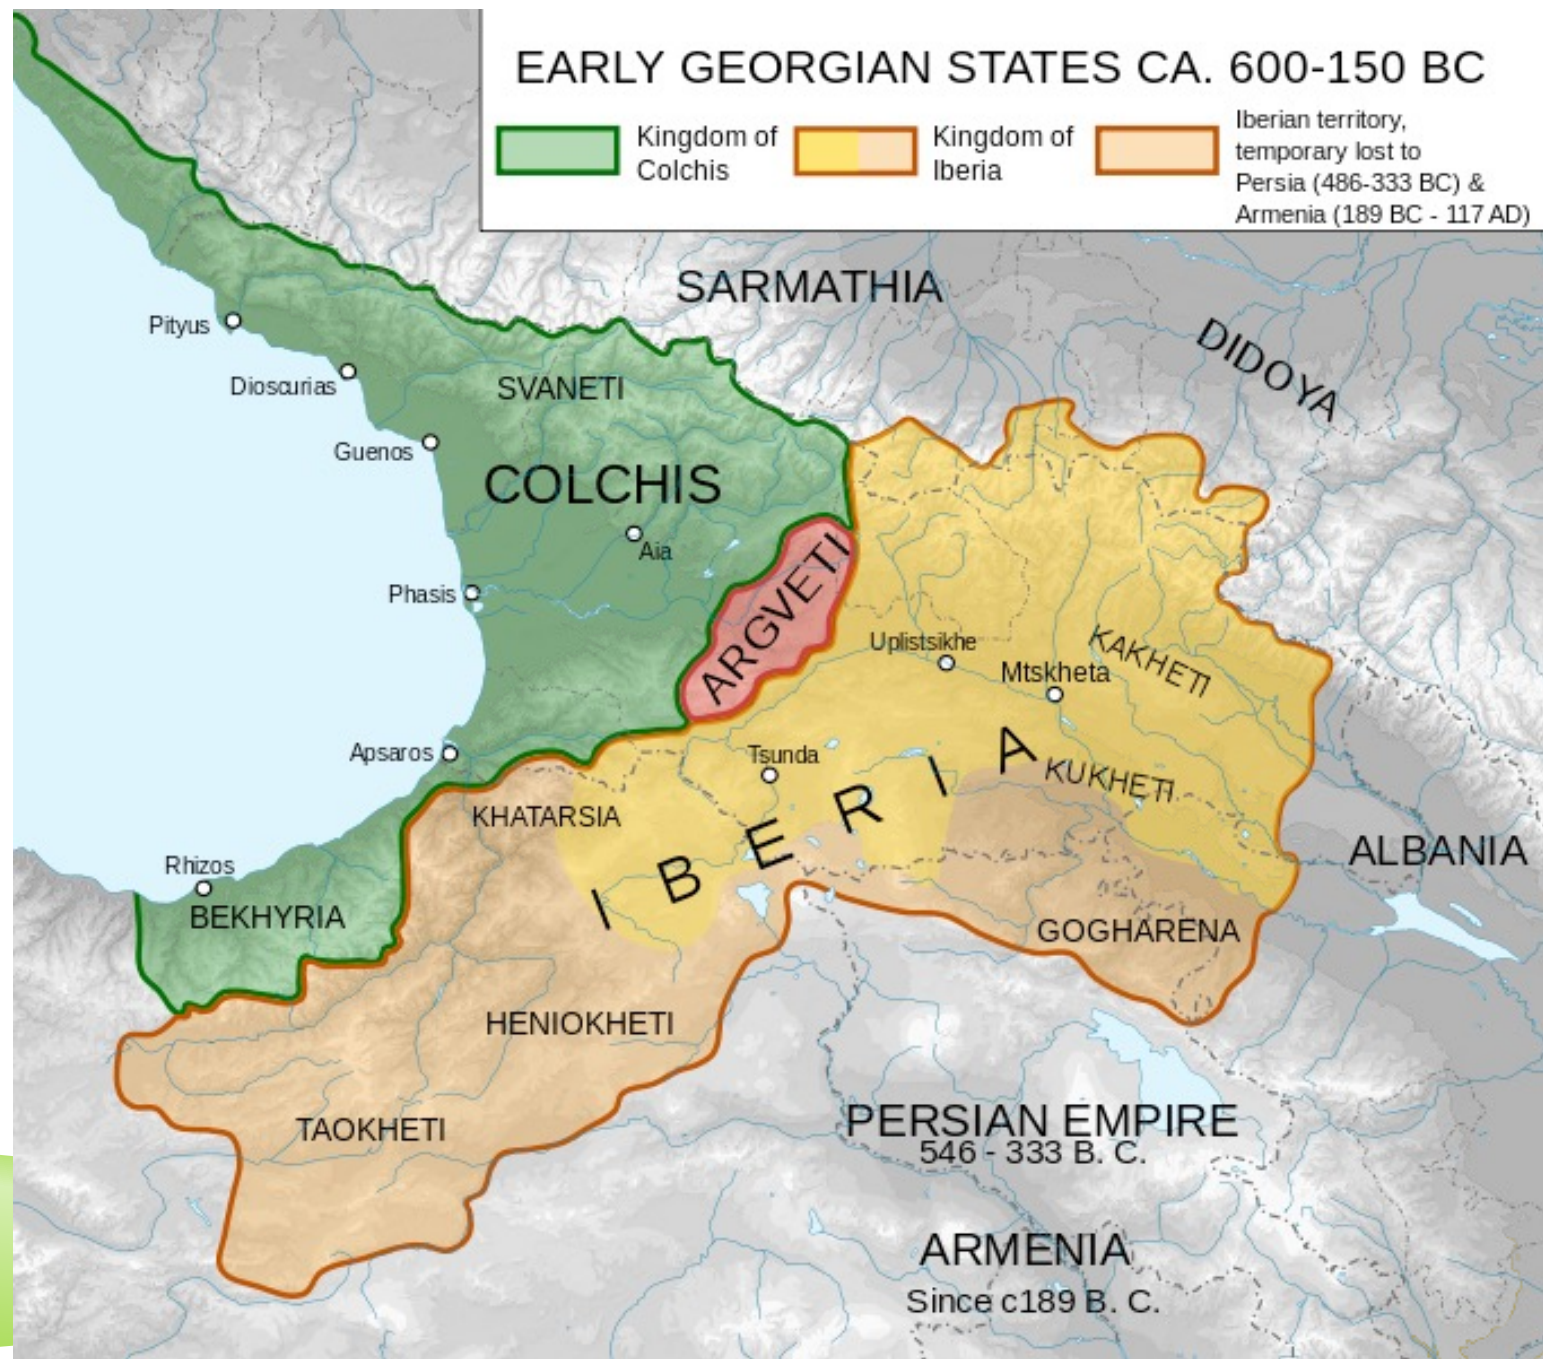 EARLY GEORGIAN STATES CA. 600-150 BC
Kingdom of
Colchis
Kingdom of
Iberia
Iberian territory,
temporary lost to
Persia (486-333 BC) &
Armenia (189 BC - 117 AD)
SARMATHIA
DIDOYA
Pityus
Dioscurias
SVANETI
Guenos
COLCHIS
Aia
Phasis
ARGVETI
Uplistsikhe
Mtskheta
KAKHETI
Apsaros
Tsunda
KUKHETI
IBERIA
KHATARSIA
ALBANIA
Rhizos
BEKHYRIA
GOGHARENA
HENIOKHETI
TAOKHETI
PERSIAN EMPIRE
546 - 333 B. C.
ARMENIA
Since c189 B. C.